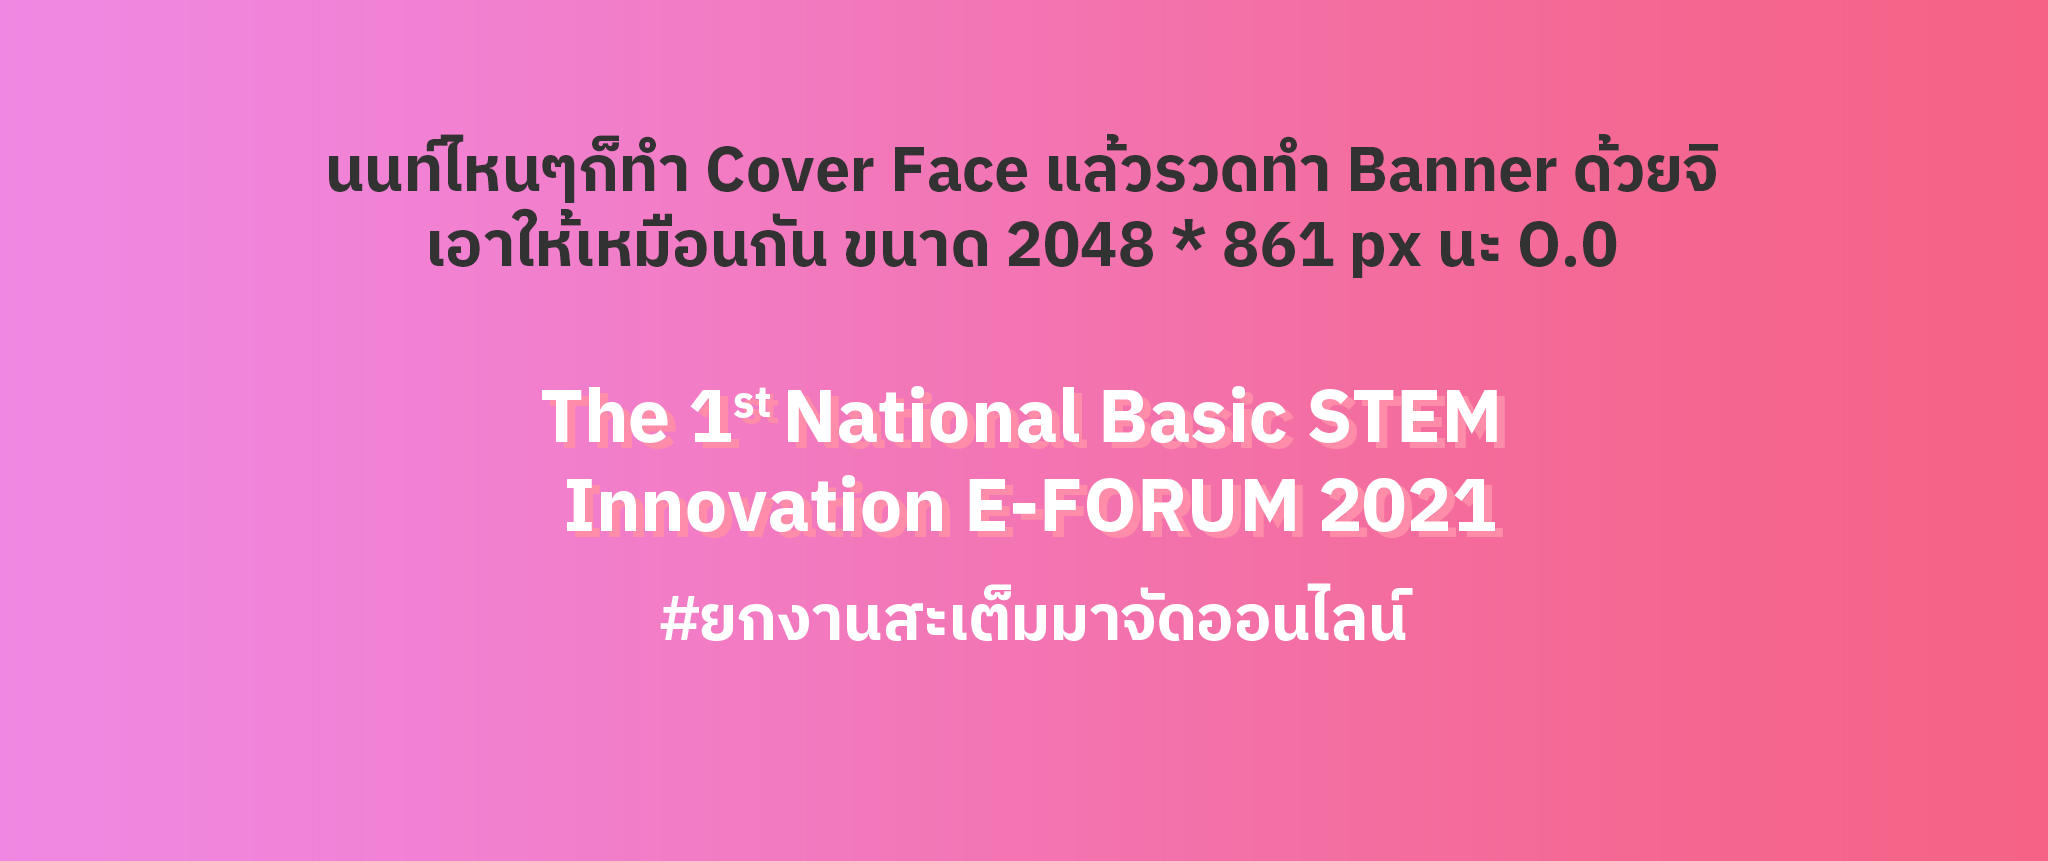 นนท์ไหนๆก็ทำ Cover Face แล้วรวดทำ Banner ด้วยจิ
เอาให้เหมือนกัน ขนาด 2048 * 861 px นะ O.0
The 1st National Basic STEM
Innovation E-FORUM 2021
#ยกงานสะเต็มมาจัดออนไลน์